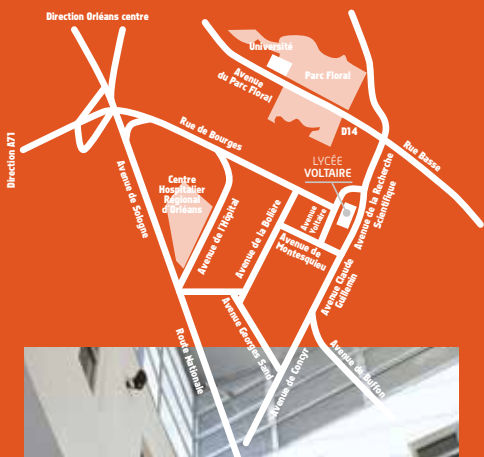 Direction Orléans centre
Université
Parc Floral
Avenue
du Parc Floral
D14
Rue de Bourges
Rue Basse
Direction A71
LYCÉE
VOLTAIRE
Avenue de la Recherche
Scientifique
Centre
Hospitalier
Régional
d'Orléans
Avenue de Sologne
Avenue de l'Hôpital
Avenue de la Bolière
Avenue
Voltaire
Avenue de
Montesquieu
Avenue Claude
Guillemin
Route Nationale
Avenue Georges Sand
Avenue de Concyr
Avenue de Buffon